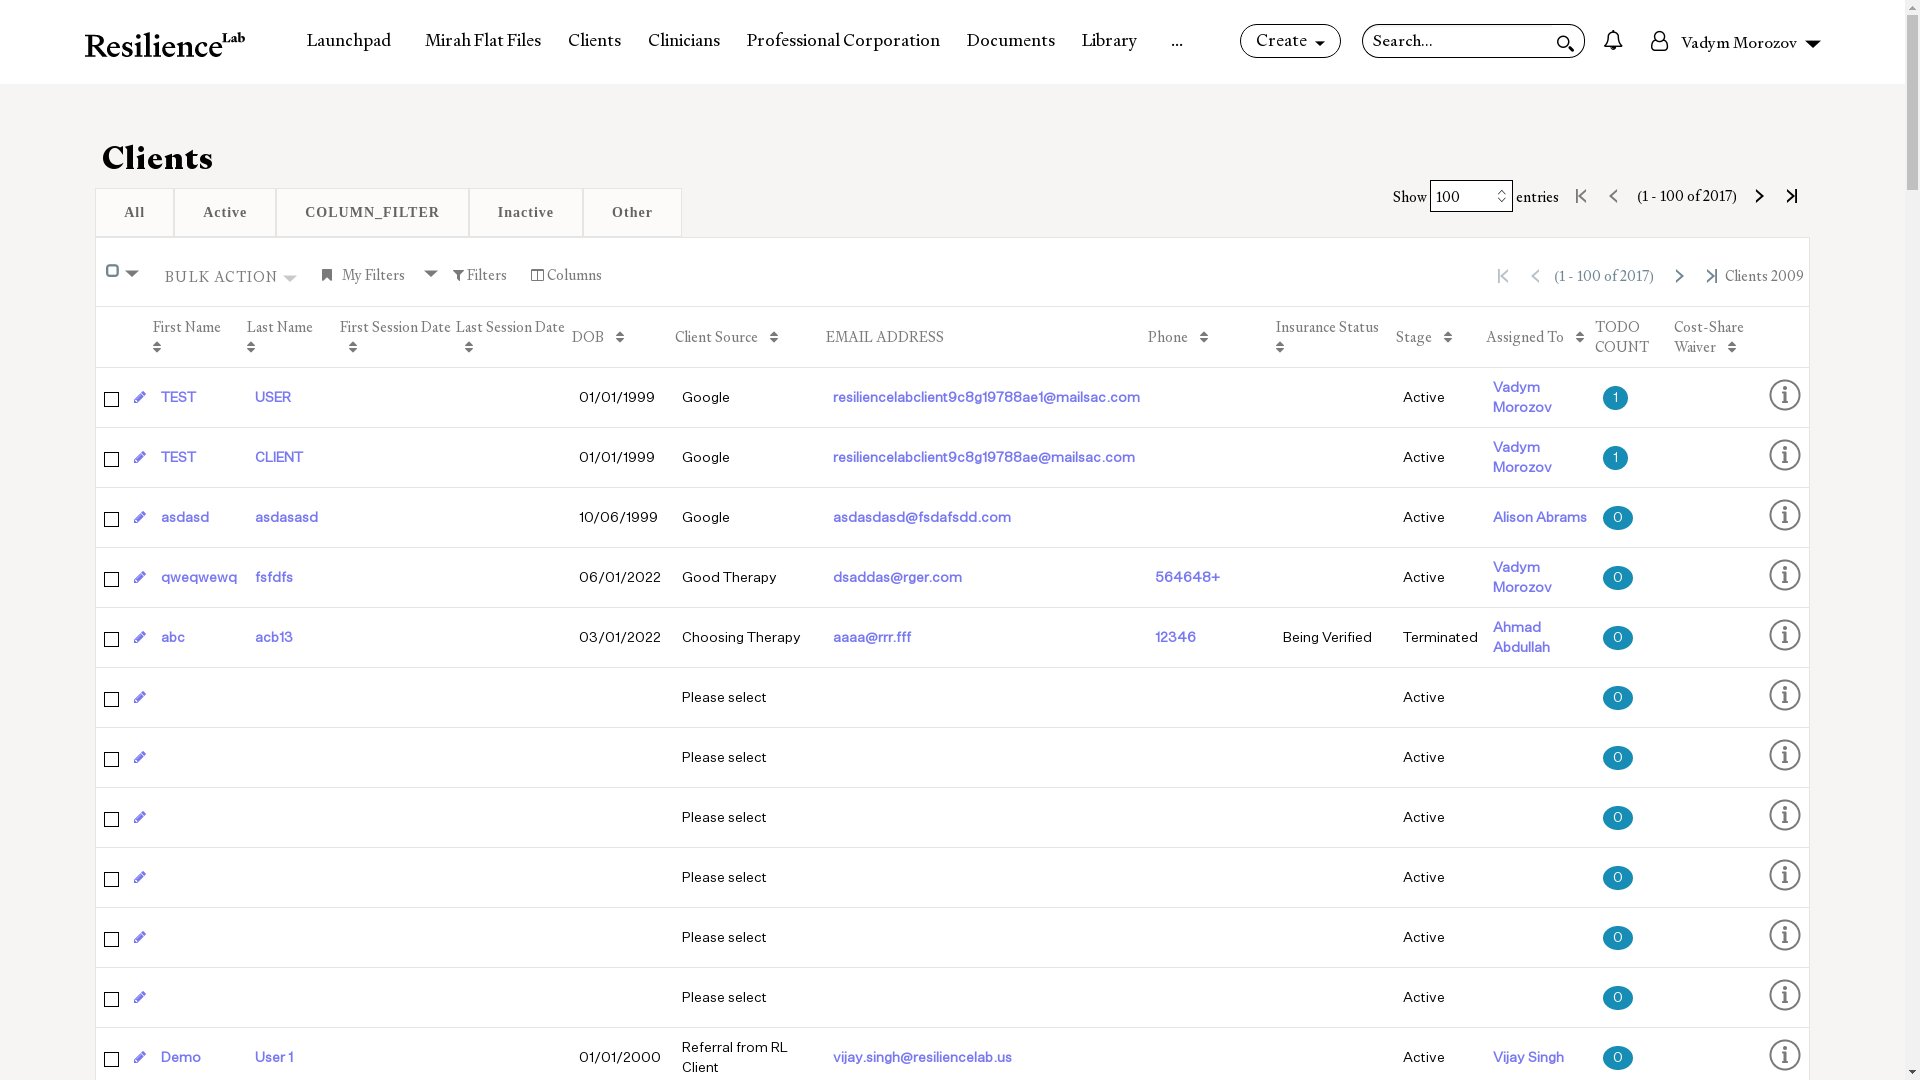 ResilienceLab
Launchpad Mirah Flat Files Clients Clinicians Professional Corporation Documents Library ...
Create
Search...
Vadym Morozov
Clients
All Active COLUMN_FILTER Inactive Other
Show 100 entries (1 - 100 of 2017)
BULK ACTION My Filters Filters Columns (1 - 100 of 2017) Clients 2009
First Name Last Name First Session Date Last Session Date DOB Client Source EMAIL ADDRESS Phone Insurance Status Stage Assigned To TODO COUNT Cost-Share Waiver
TEST USER 01/01/1999 Google resiliencelabclient9c8g19788ae1@mailsac.com Active Vadym Morozov 1
TEST CLIENT 01/01/1999 Google resiliencelabclient9c8g19788ae@mailsac.com Active Vadym Morozov 1
asdasd asdasasd 10/06/1999 Google asdasdasd@fsdafsdd.com Active Alison Abrams 0
qweqwewq fsfdfs 06/01/2022 Good Therapy dsaddas@rger.com 564648+ Active Vadym Morozov 0
abc acb13 03/01/2022 Choosing Therapy aaaa@rrr.fff 12346 Being Verified Terminated Ahmad Abdullah 0
Please select Active 0
Please select Active 0
Please select Active 0
Please select Active 0
Please select Active 0
Please select Active 0
Demo User 1 01/01/2000 Referral from RL Client vijay.singh@resiliencelab.us Active Vijay Singh 0